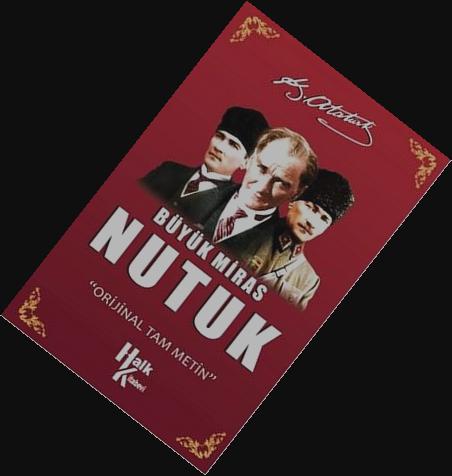 K. Atatürk
BÜYÜK MİRAS
NUTUK
“ORİJİNAL TAM METİN”
Halk
Kitabevi